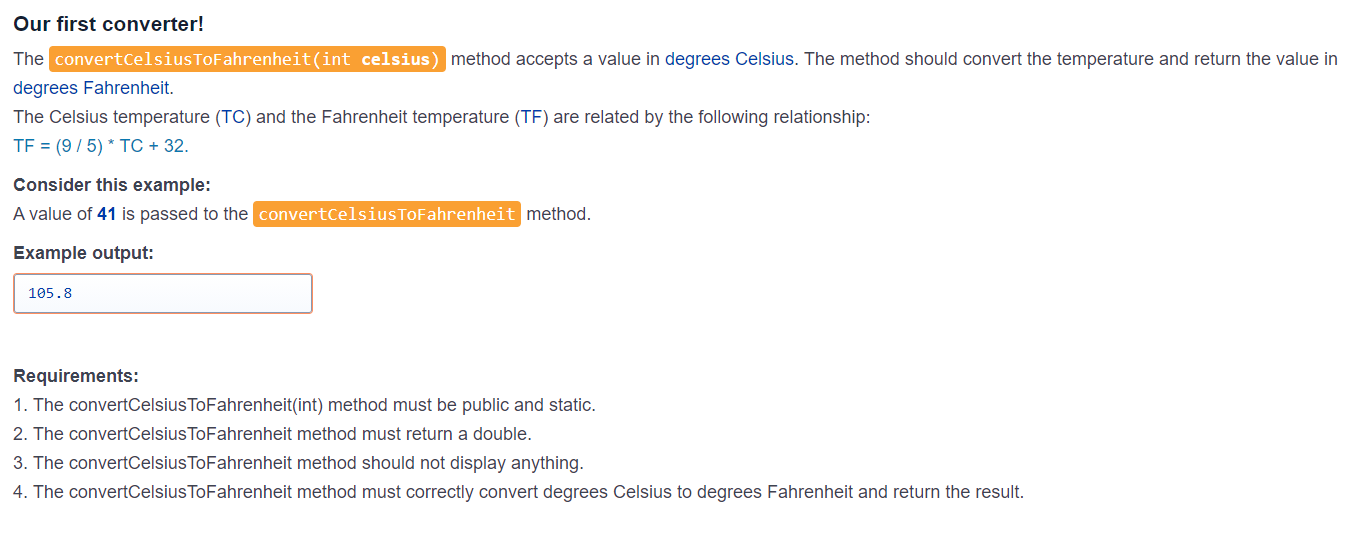 Our first converter!
The convertCelsiusToFahrenheit(int celsius) method accepts a value in degrees Celsius. The method should convert the temperature and return the value in
degrees Fahrenheit.
The Celsius temperature (TC) and the Fahrenheit temperature (TF) are related by the following relationship:
TF = (9 / 5) * TC + 32.
Consider this example:
A value of 41 is passed to the convertCelsiusToFahrenheit method.
Example output:
105.8
Requirements:
1. The convertCelsiusToFahrenheit(int) method must be public and static.
2. The convertCelsiusToFahrenheit method must return a double.
3. The convertCelsiusToFahrenheit method should not display anything.
4. The convertCelsiusToFahrenheit method must correctly convert degrees Celsius to degrees Fahrenheit and return the result.